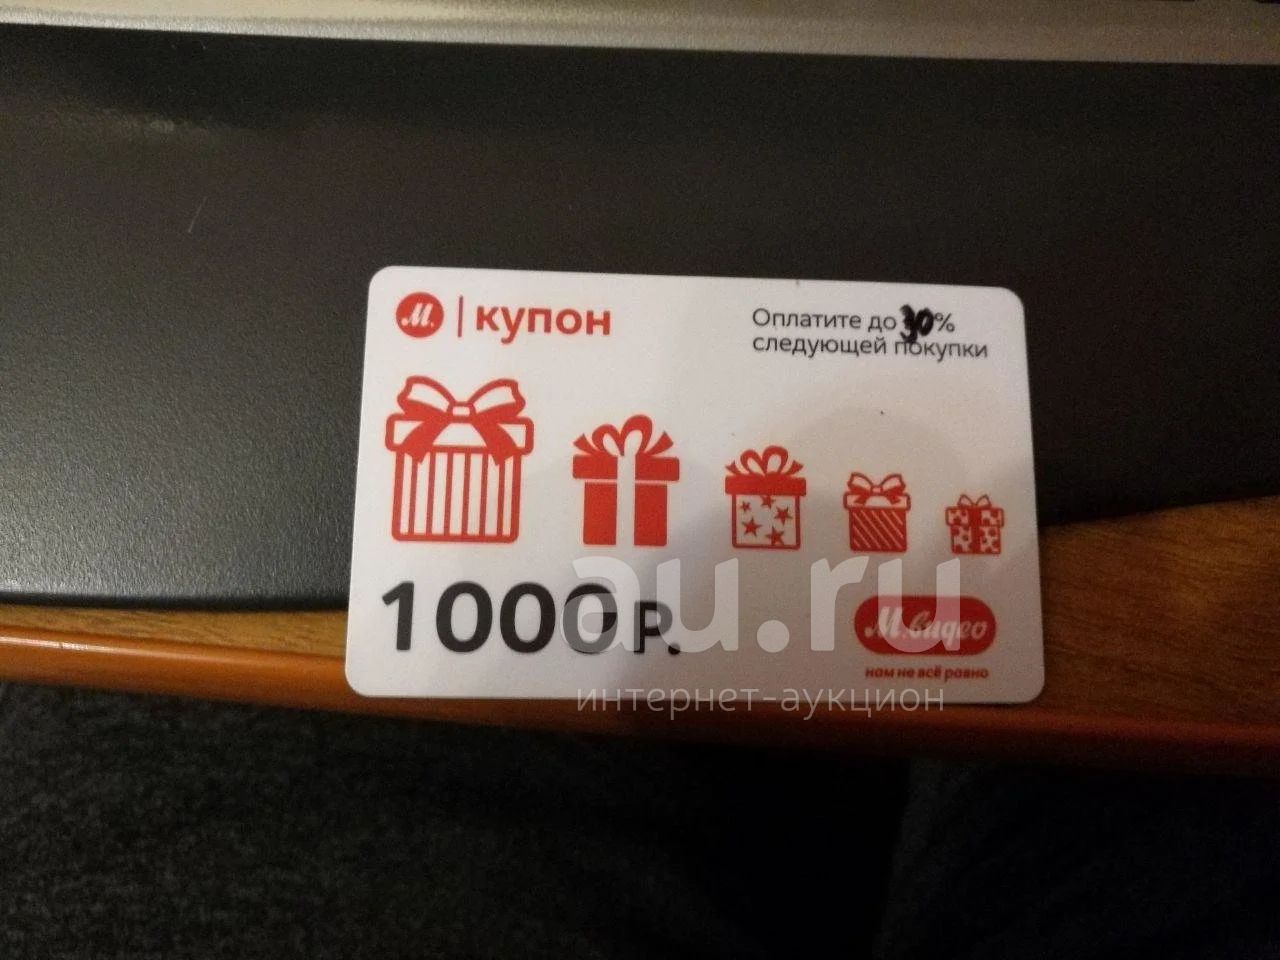 М. | купон
Оплатите до 30%
следующей покупки
1000 Р.
М.видео
нам не всё равно
au.ru
интернет-аукцион